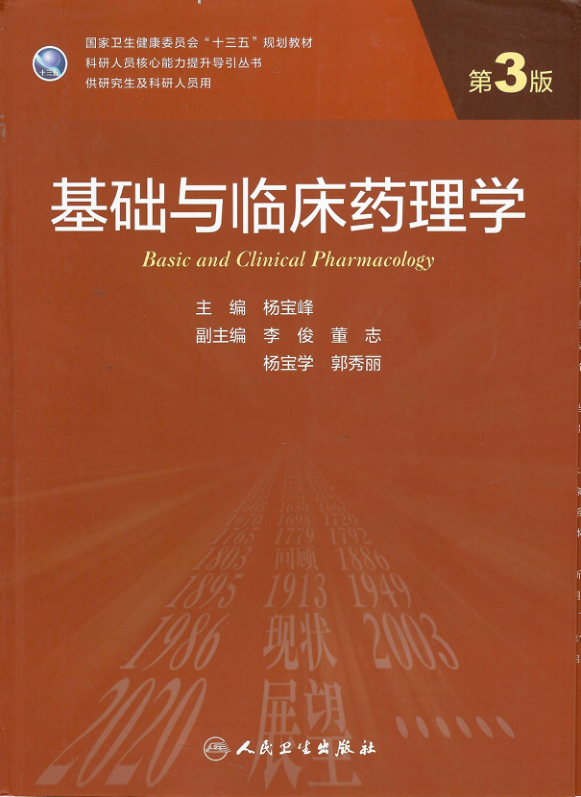 国家卫生健康委员会“十三五”规划教材
科研人员核心能力提升导引丛书
供研究生及科研人员用
第3版
基础与临床药理学
Basic and Clinical Pharmacology
主 编 杨宝峰
副主编 李 俊 董 志
杨宝学 郭秀丽
1765 1779 1792
1803 回顾 1886
1895 1913 1949
1986 现状 2003
2020 展望 ……
人民卫生出版社